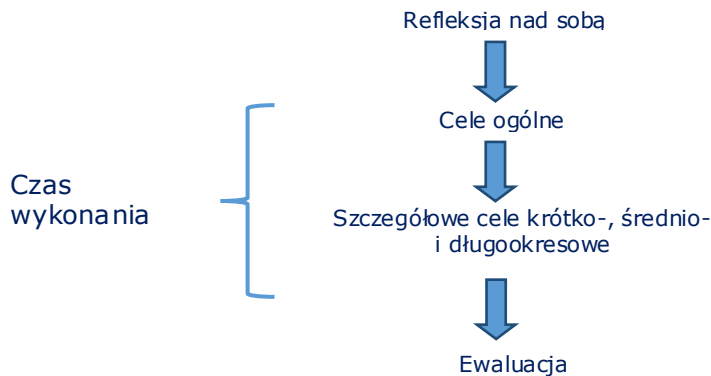 Refleksja nad sobą
Cele ogólne
Czas
wykonania
Szczegółowe cele krótko-, średnio-
i długookresowe
Ewaluacja